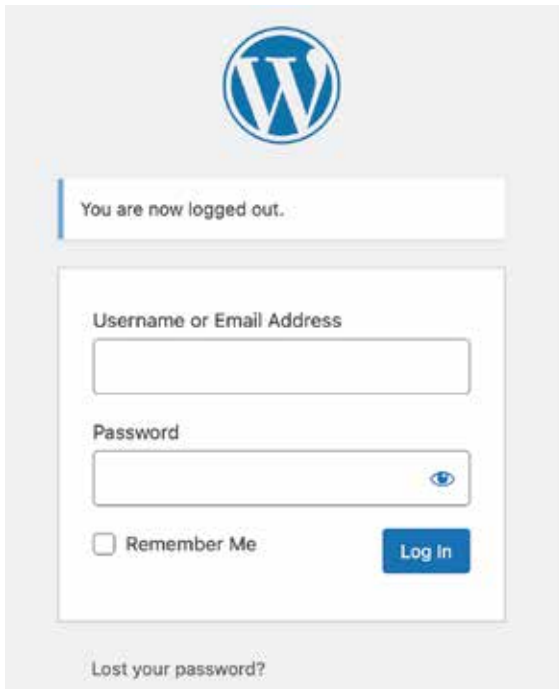 W
You are now logged out.
Username or Email Address
Password
Remember Me
Log In
Lost your password?